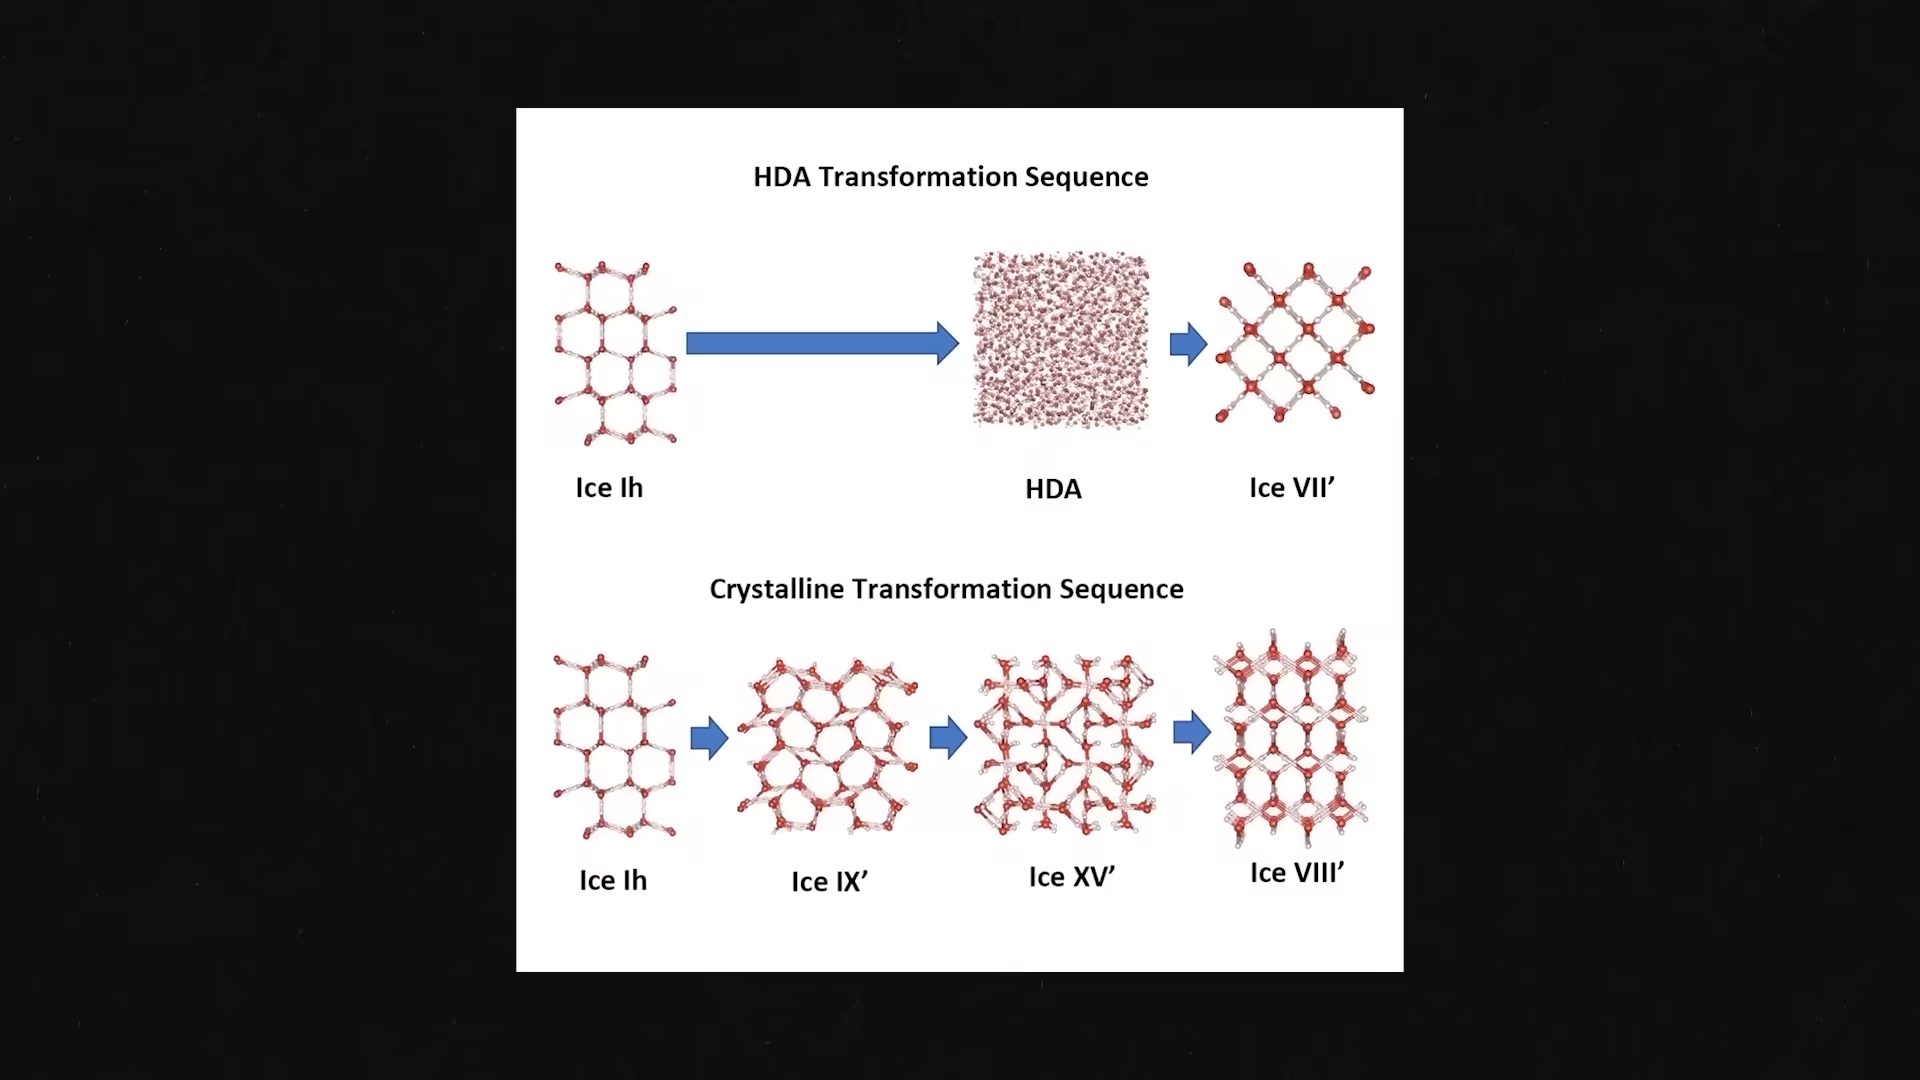 HDA Transformation Sequence
Ice Ih
HDA
Ice VII’
Crystalline Transformation Sequence
Ice Ih
Ice IX’
Ice XV’
Ice VIII’